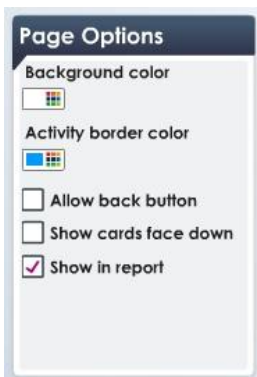 Page Options
Background color
Activity border color
Allow back button
Show cards face down
Show in report